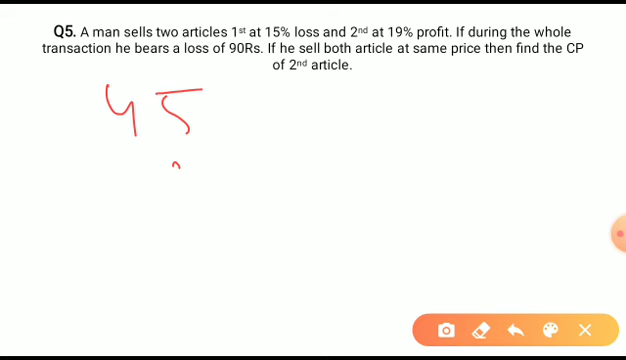 Q5. A man sells two articles 1st at 15% loss and 2nd at 19% profit. If during the whole
transaction he bears a loss of 90Rs. If he sell both article at same price then find the CP
of 2nd article.
45